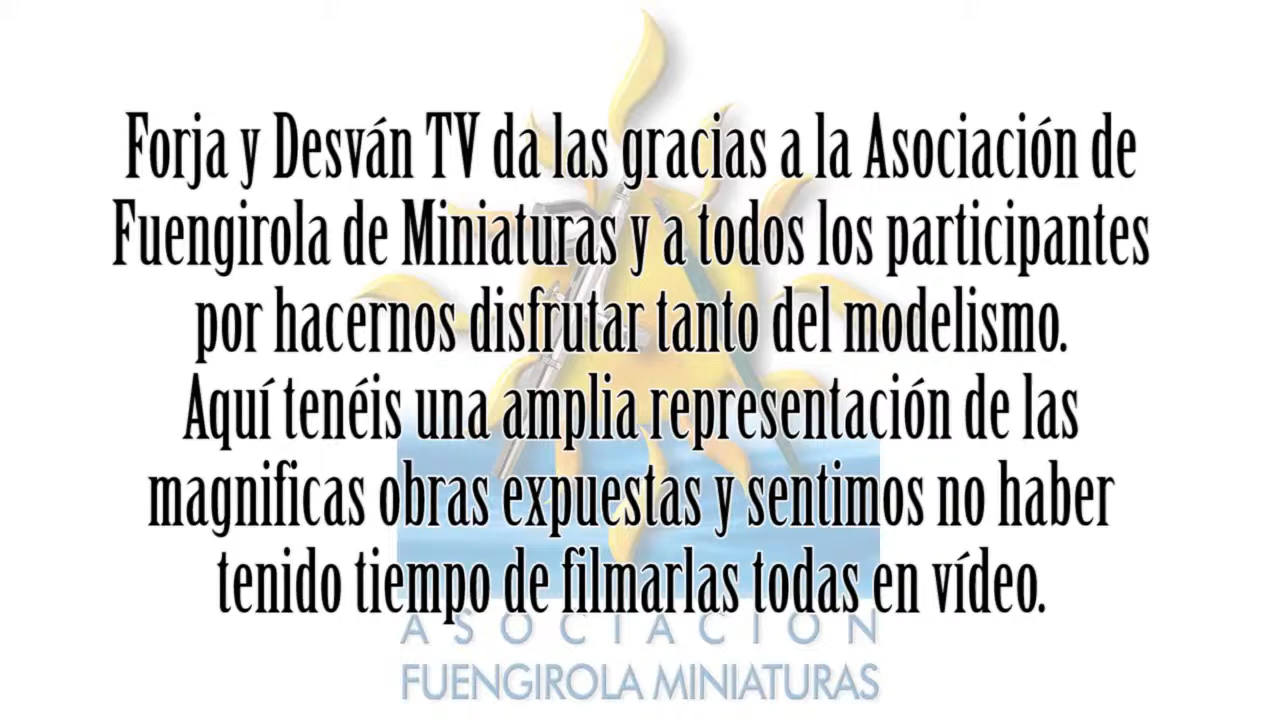 Forja y Desván TV da las gracias a la Asociación de
Fuengirola de Miniaturas y a todos los participantes
por hacernos disfrutar tanto del modelismo.
Aquí tenéis una amplia representación de las
magnificas obras expuestas y sentimos no haber
tenido tiempo de filmarlas todas en vídeo.
ASOCIACION
FUENGIROLA MINIATURAS